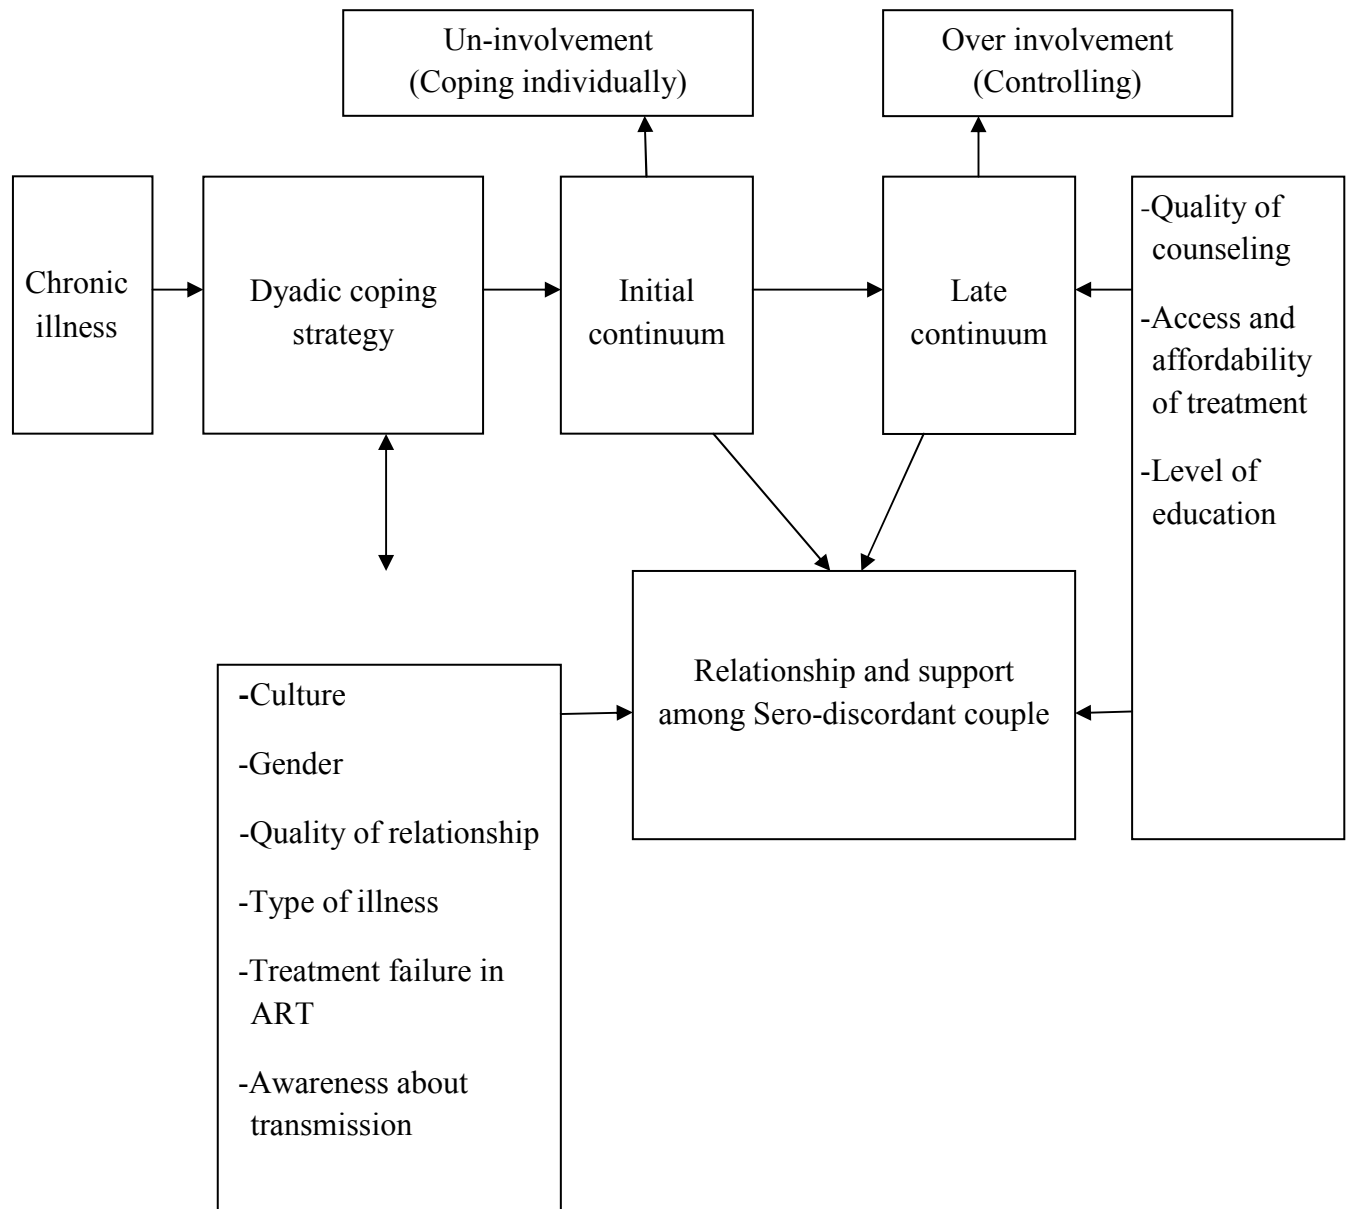 Un-involvement
(Coping individually)
Over involvement
(Controlling)
Chronic
illness
Dyadic coping
strategy
Initial
continuum
Late
continuum
-Quality of
counseling
-Access and
affordability
of treatment
-Level of
education
Relationship and support
among Sero-discordant couple
-Culture
-Gender
-Quality of relationship
-Type of illness
-Treatment failure in
ART
-Awareness about
transmission